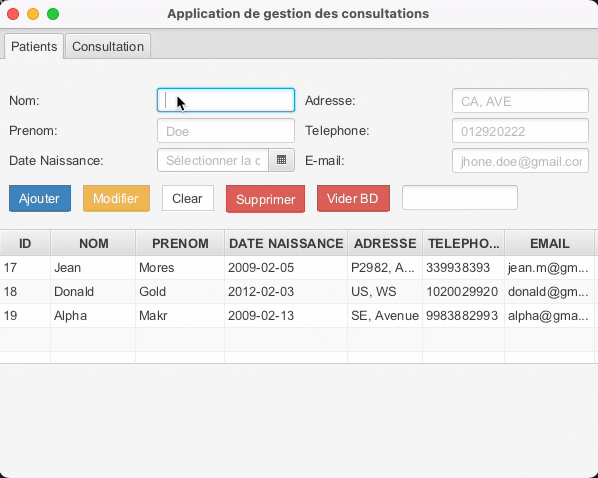 Application de gestion des consultations
Patients Consultation
Nom: Adresse: CA, AVE
Prenom: Doe Telephone: 012920222
Date Naissance: Sélectionner la d E-mail: jhone.doe@gmail.com
Ajouter Modifier Clear Supprimer Vider BD
ID NOM PRENOM DATE NAISSANCE ADRESSE TELEPHO... EMAIL
17 Jean Mores 2009-02-05 P2982, A... 339938393 jean.m@gm...
18 Donald Gold 2012-02-03 US, WS 1020029920 donald@gm...
19 Alpha Makr 2009-02-13 SE, Avenue 9983882993 alpha@gma...